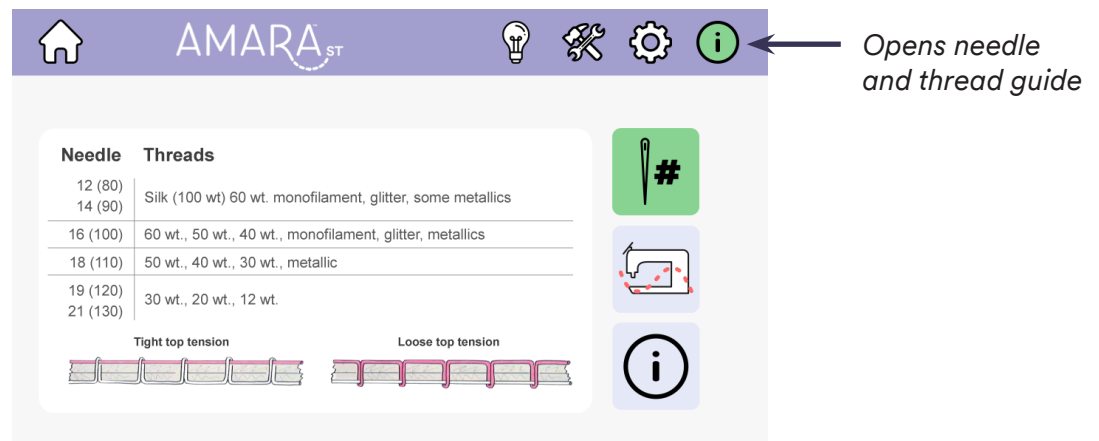 AMARA™ ST
Opens needle
and thread guide
Needle Threads
12 (80)
14 (90)
Silk (100 wt) 60 wt. monofilament, glitter, some metallics
16 (100) 60 wt., 50 wt., 40 wt., monofilament, glitter, metallics
18 (110) 50 wt., 40 wt., 30 wt., metallic
19 (120)
21 (130)
30 wt., 20 wt., 12 wt.
Tight top tension Loose top tension
#
i
i